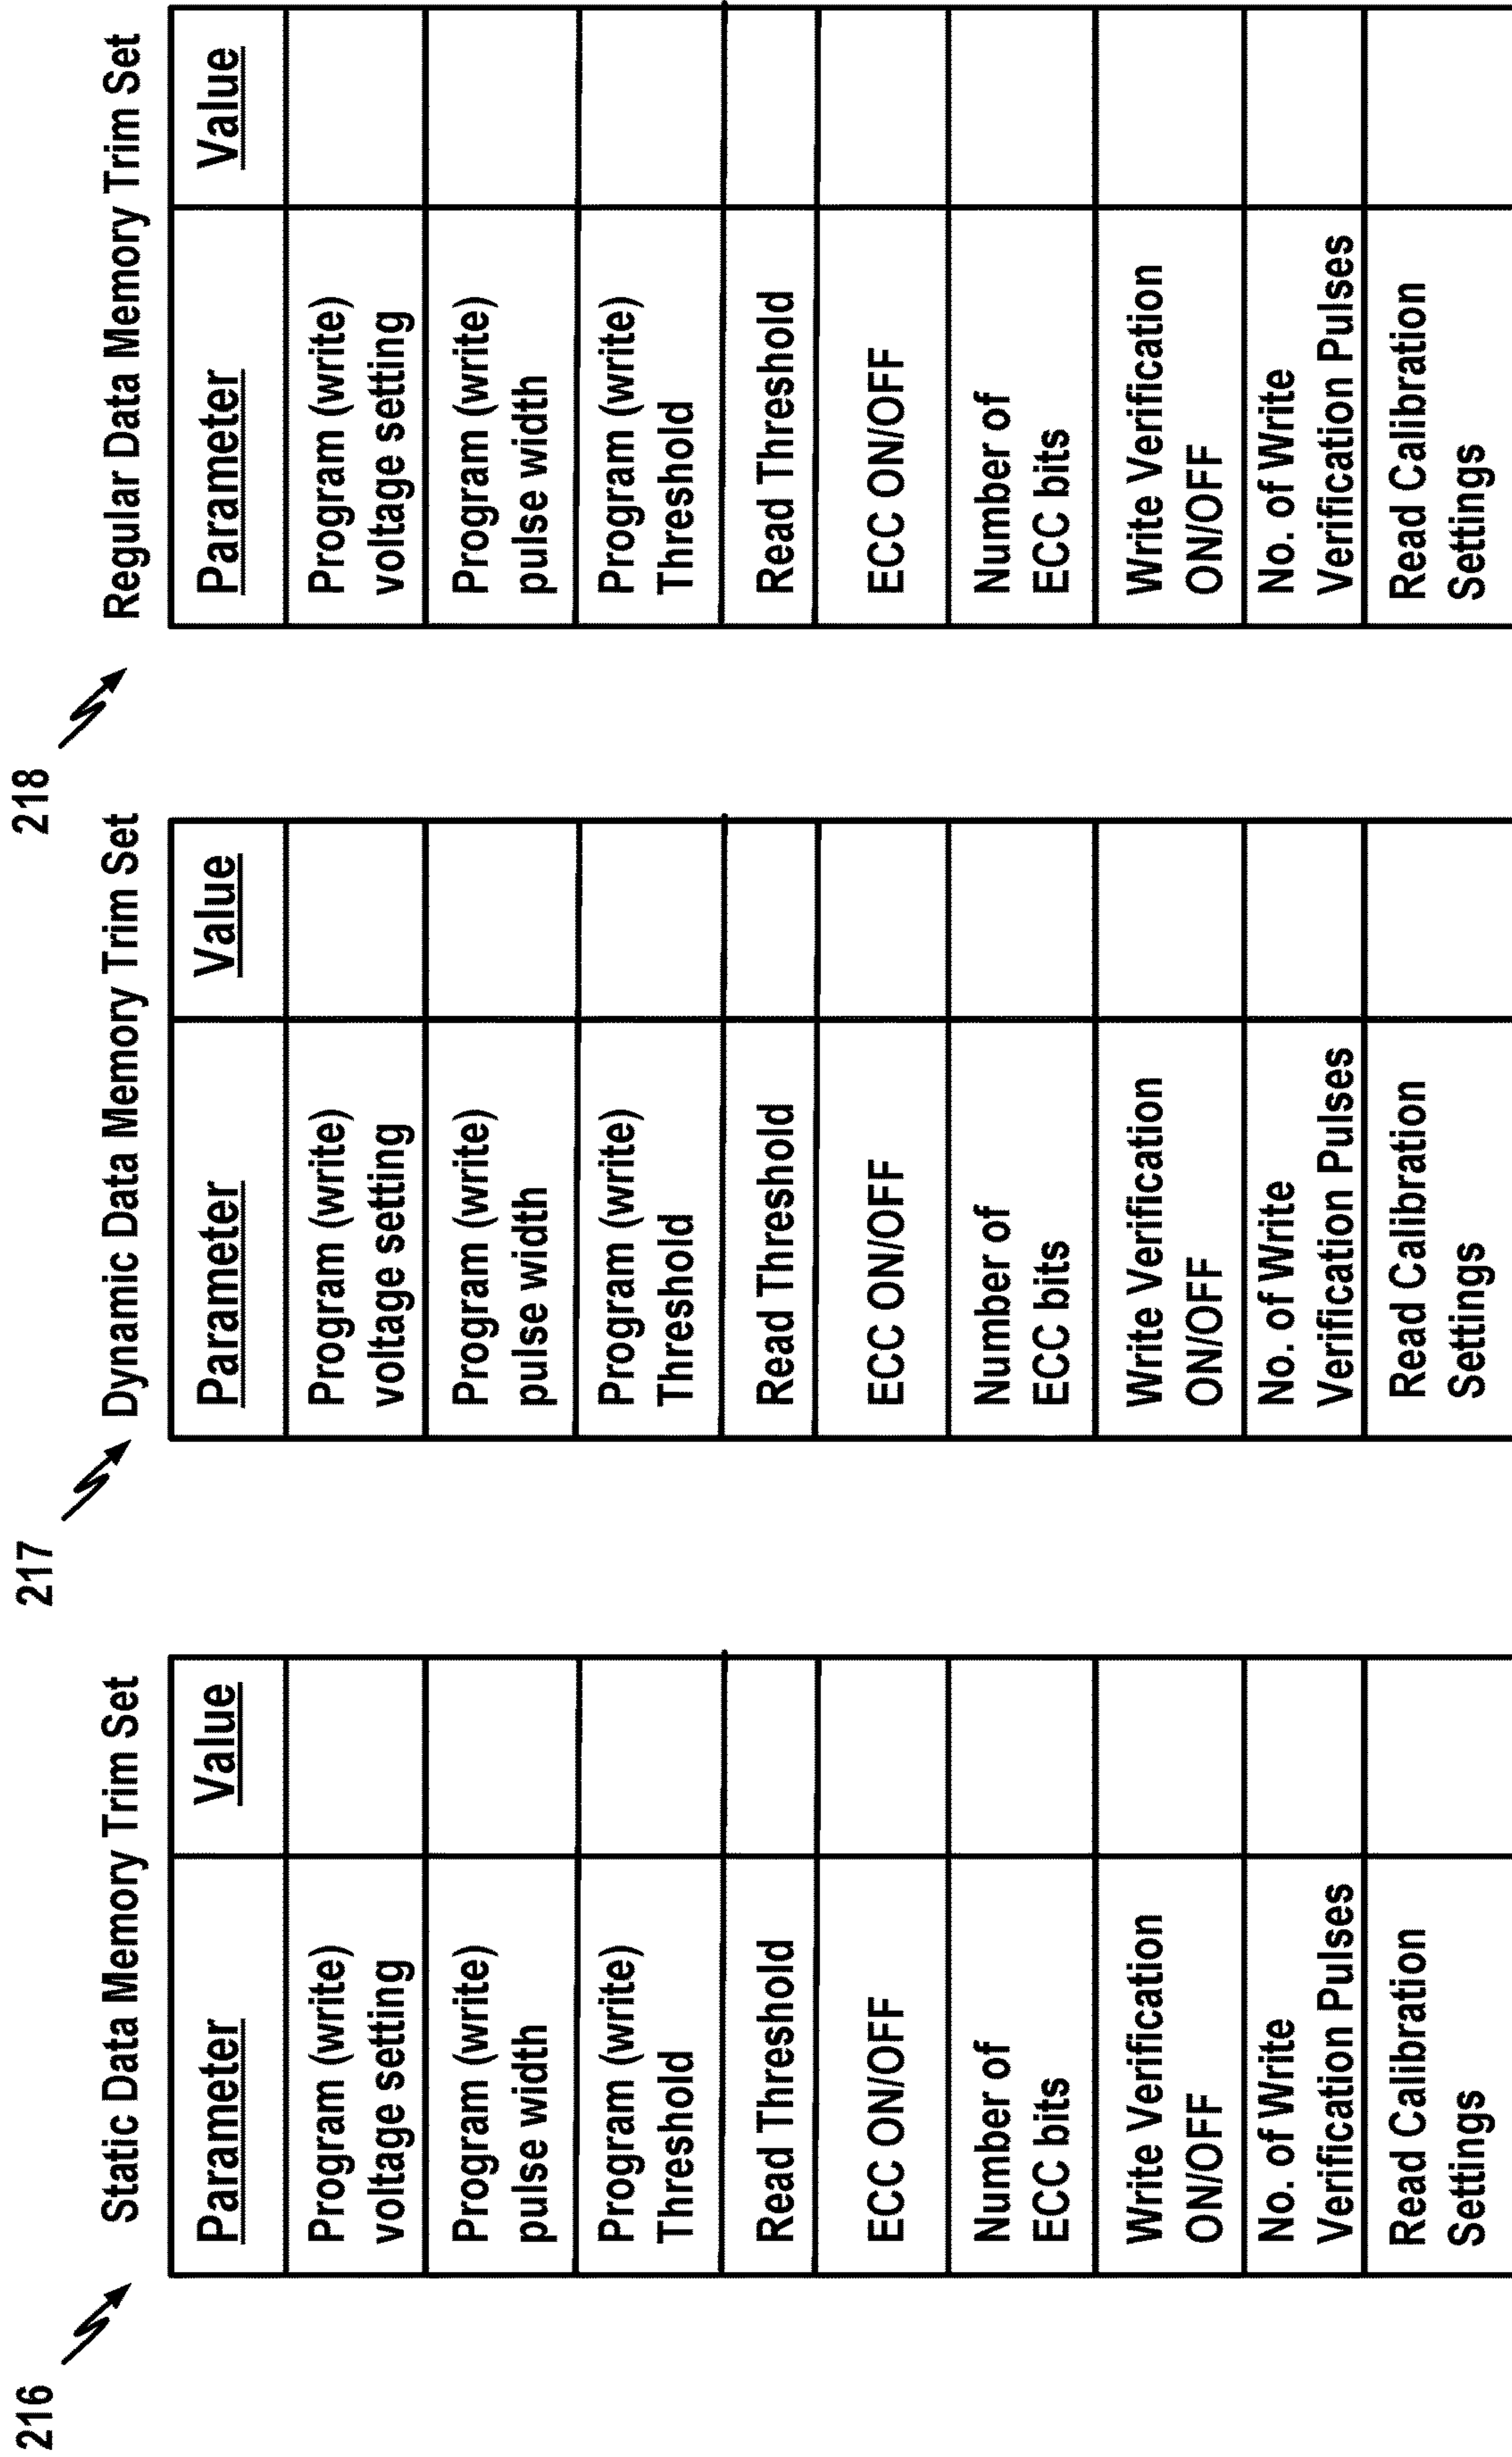 216
Static Data Memory Trim Set
Parameter
Value
Program (write)
voltage setting
Program (write)
pulse width
Program (write)
Threshold
Read Threshold
ECC ON/OFF
Number of
ECC bits
Write Verification
ON/OFF
No. of Write
Verification Pulses
Read Calibration
Settings
217
Dynamic Data Memory Trim Set
Parameter
Value
Program (write)
voltage setting
Program (write)
pulse width
Program (write)
Threshold
Read Threshold
ECC ON/OFF
Number of
ECC bits
Write Verification
ON/OFF
No. of Write
Verification Pulses
Read Calibration
Settings
218
Regular Data Memory Trim Set
Parameter
Value
Program (write)
voltage setting
Program (write)
pulse width
Program (write)
Threshold
Read Threshold
ECC ON/OFF
Number of
ECC bits
Write Verification
ON/OFF
No. of Write
Verification Pulses
Read Calibration
Settings